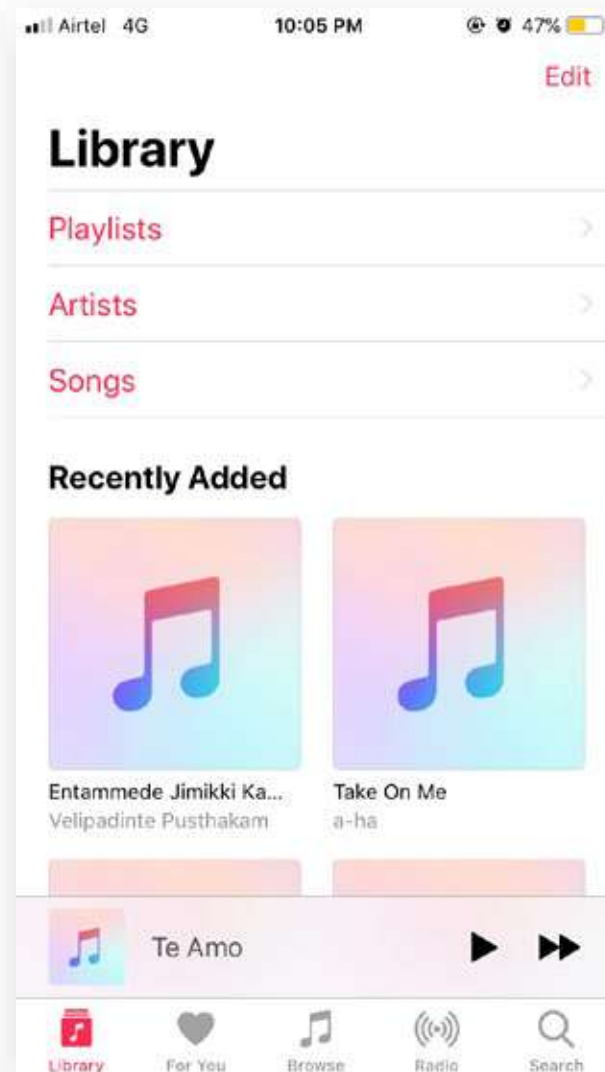 Airtel 4G 10:05 PM 47%
Edit
Library
Playlists
Artists
Songs
Recently Added
Entammede Jimikki Ka... Take On Me
Velipadinte Pusthakam a-ha
Te Amo
Library For You Browse Radio Search